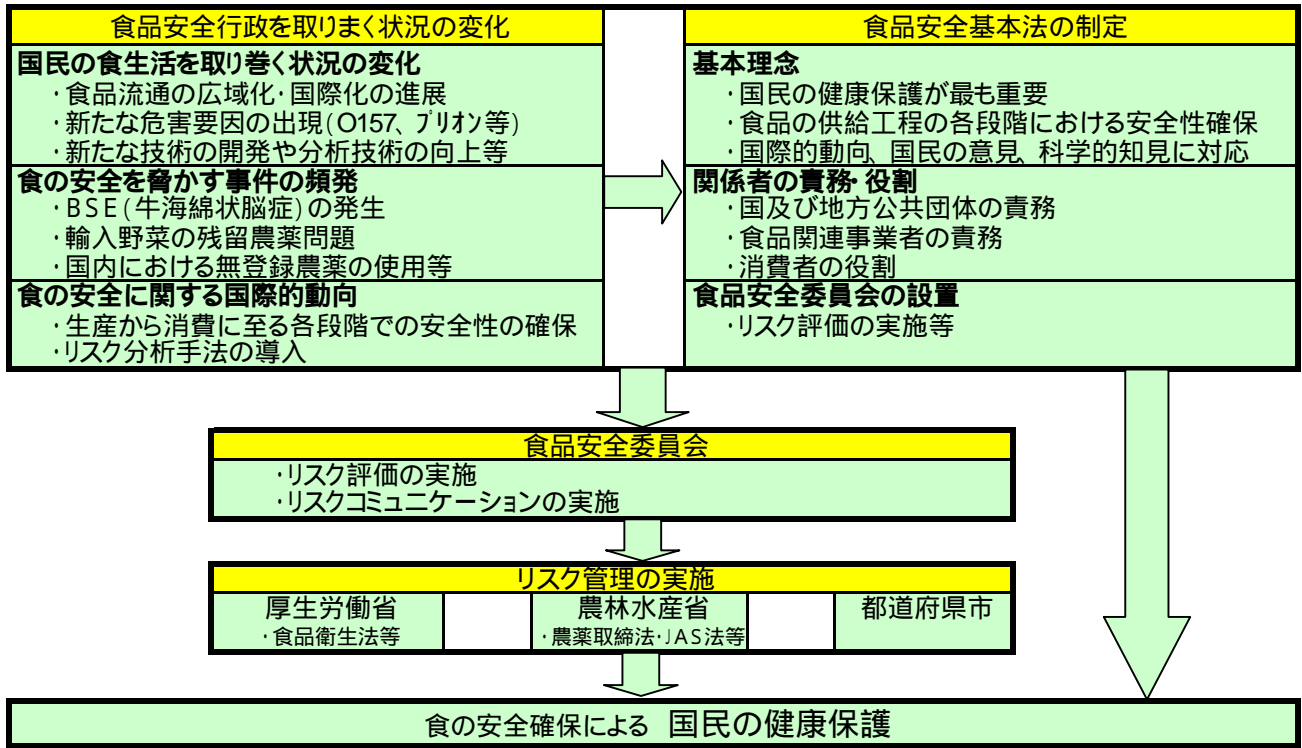 食品安全行政を取りまく状況の変化
国民の食生活を取り巻く状況の変化
・食品流通の広域化・国際化の進展
・新たな危害要因の出現(O157、プリオン等)
・新たな技術の開発や分析技術の向上等
食の安全を脅かす事件の頻発
・BSE(牛海綿状脳症)の発生
・輸入野菜の残留農薬問題
・国内における無登録農薬の使用等
食の安全に関する国際的動向
・生産から消費に至る各段階での安全性の確保
・リスク分析手法の導入
食品安全基本法の制定
基本理念
・国民の健康保護が最も重要
・食品の供給工程の各段階における安全性確保
・国際的動向、国民の意見、科学的知見に対応
関係者の責務・役割
・国及び地方公共団体の責務
・食品関連事業者の責務
・消費者の役割
食品安全委員会の設置
・リスク評価の実施等
食品安全委員会
・リスク評価の実施
・リスクコミュニケーションの実施
リスク管理の実施
厚生労働省
・食品衛生法等
農林水産省
・農薬取締法・JAS法等
都道府県市
食の安全確保による 国民の健康保護